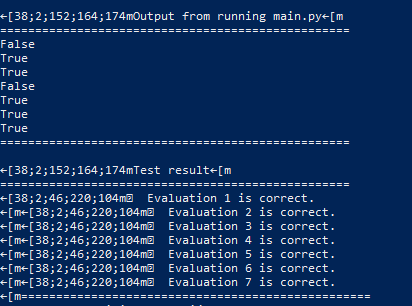 ←[38;2;152;164;174mOutput from running main.py←[m
==================================================
False
True
True
False
True
True
True
==================================================
←[38;2;152;164;174mTest result←[m
==================================================
←[38;2;46;220;104m⍰  Evaluation 1 is correct.
←[m←[38;2;46;220;104m⍰  Evaluation 2 is correct.
←[m←[38;2;46;220;104m⍰  Evaluation 3 is correct.
←[m←[38;2;46;220;104m⍰  Evaluation 4 is correct.
←[m←[38;2;46;220;104m⍰  Evaluation 5 is correct.
←[m←[38;2;46;220;104m⍰  Evaluation 6 is correct.
←[m←[38;2;46;220;104m⍰  Evaluation 7 is correct.
←[m==================================================